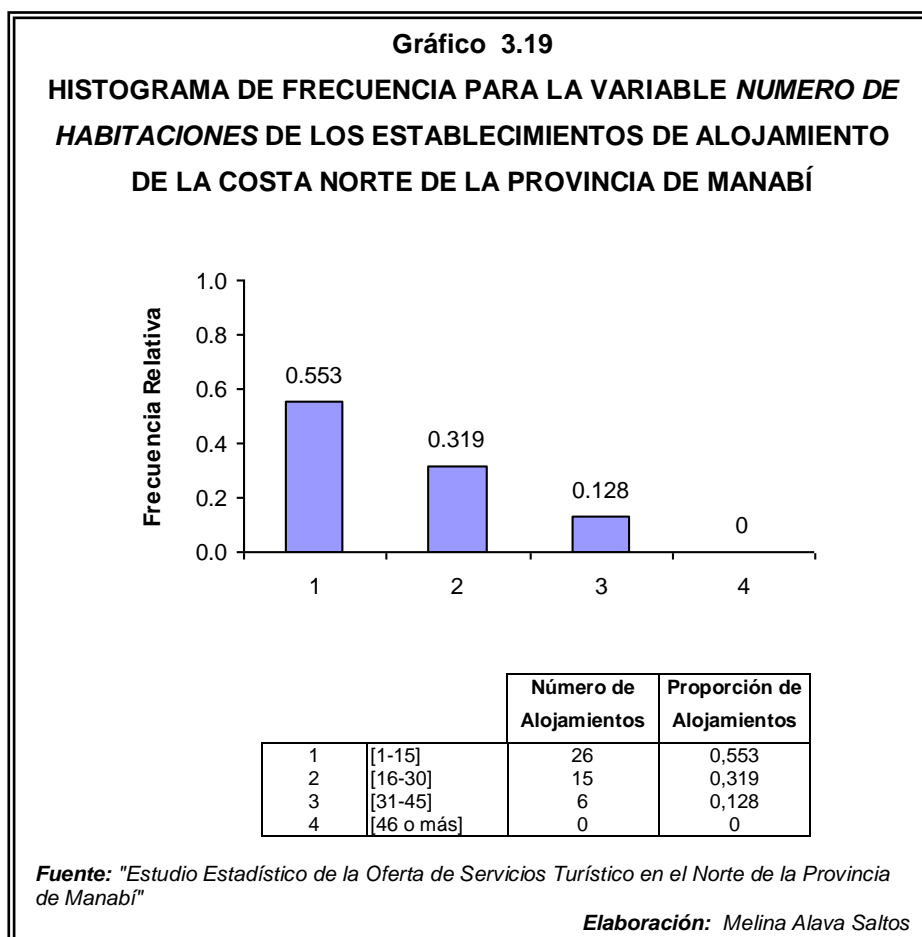 Gráfico 3.19
HISTOGRAMA DE FRECUENCIA PARA LA VARIABLE NUMERO DE
HABITACIONES DE LOS ESTABLECIMIENTOS DE ALOJAMIENTO
DE LA COSTA NORTE DE LA PROVINCIA DE MANABÍ
Frecuencia Relativa
1.0
0.8
0.6
0.4
0.2
0.0
0.553
0.319
0.128
0
1 2 3 4
Número de Alojamientos Proporción de Alojamientos
1 [1-15] 26 0,553
2 [16-30] 15 0,319
3 [31-45] 6 0,128
4 [46 o más] 0 0
Fuente: "Estudio Estadístico de la Oferta de Servicios Turístico en el Norte de la Provincia
de Manabí"
Elaboración: Melina Alava Saltos